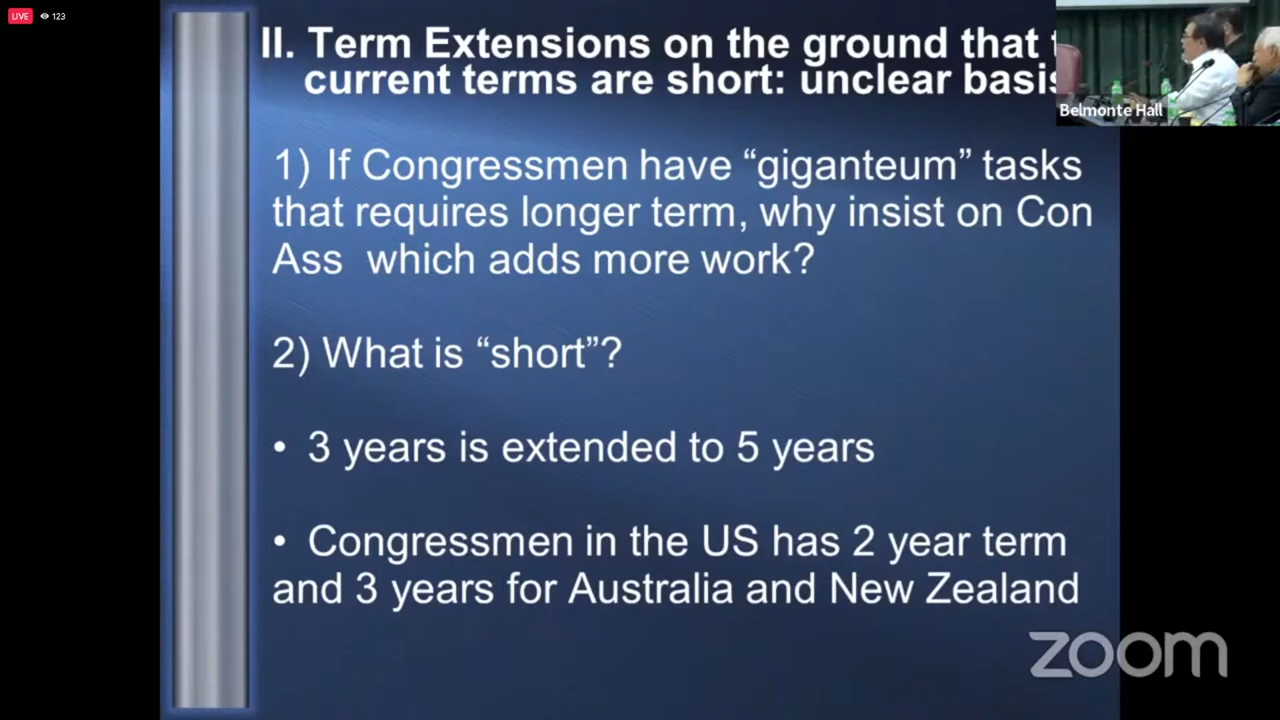 LIVE 123
II. Term Extensions on the ground that
current terms are short: unclear basis
Belmonte Hall
1) If Congressmen have “giganteum” tasks
that requires longer term, why insist on Con
Ass which adds more work?
2) What is “short”?
• 3 years is extended to 5 years
• Congressmen in the US has 2 year term
and 3 years for Australia and New Zealand
zoom